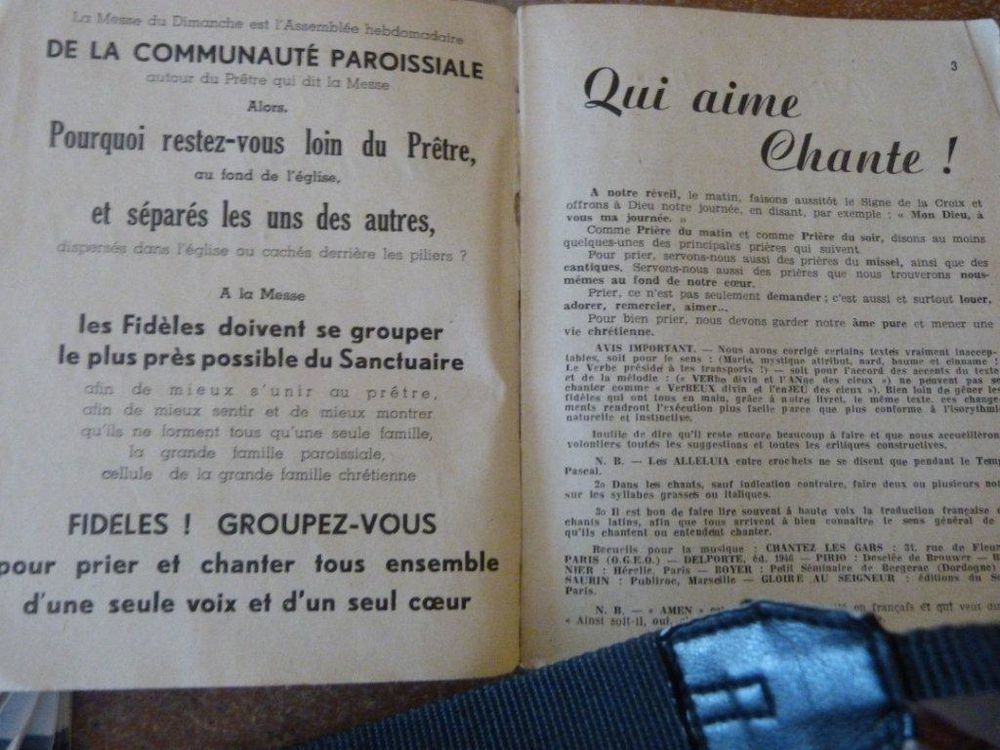 La Messe du Dimanche est l'Assemblée hebdomadaire
DE LA COMMUNAUTÉ PAROISSIALE
autour du Prêtre qui dit la Messe
Alors,
Pourquoi restez-vous loin du Prêtre,
au fond de l'église,
et séparés les uns des autres,
dispersés dans l'église ou cachés derrière les piliers ?
A la Messe
les Fidèles doivent se grouper
le plus près possible du Sanctuaire
afin de mieux s'unir au prêtre,
afin de mieux sentir et de mieux montrer
qu'ils ne forment tous qu'une seule famille,
la grande famille paroissiale,
cellule de la grande famille chrétienne
FIDELES ! GROUPEZ-VOUS
pour prier et chanter tous ensemble
d'une seule voix et d'un seul cœur
3
Qui aime
Chante !
A notre réveil, le matin, faisons aussitôt le Signe de la Croix et
offrons à Dieu notre journée, en disant, par exemple : « Mon Dieu, à
vous ma journée. »
Comme Prière du matin et comme Prière du soir, disons au moins
quelques-unes des principales prières qui suivent.
Pour prier, servons-nous aussi des prières du missel, ainsi que des
cantiques. Servons-nous aussi des prières que nous trouverons nous-
mêmes au fond de notre cœur.
Prier, ce n'est pas seulement demander ; c'est aussi et surtout louer,
adorer, remercier, aimer...
Pour bien prier, nous devons garder notre âme pure et mener une
vie chrétienne.
AVIS IMPORTANT. — Nous avons corrigé certains textes vraiment inaccep-
tables, soit pour le sens : (Marie, mystique attribut, nard, baume et cinname !
Le Verbe préside à tes transports !) — soit pour l'accord des accents du texte
et de la mélodie : (« VERbe divin et l'ANge des cieux ») ne peuvent pas se
chanter comme « VerBEUX divin et l'enJEU des cieux »). Bien loin de gêner les
fidèles qui ont tous en main, grâce à notre livret, le même texte, ces change-
ments rendront l'exécution plus facile parce que plus conforme à l'isorythmie
naturelle et instinctive.
Inutile de dire qu'il reste encore beaucoup à faire et que nous accueillerons
volontiers toutes les suggestions et toutes les critiques constructives.
N. B. — Les ALLELUIA entre crochets ne se disent que pendant le Temps
Pascal.
2o Dans les chants, sauf indication contraire, faire deux ou plusieurs not
sur les syllabes grasses ou italiques.
3o Il est bon de faire lire souvent à haute voix la traduction française d
chants latins, afin que tous arrivent à bien connaître le sens général de
qu'ils chantent ou entendent chanter.
Recueils pour la musique : CHANTEZ LES GARS : 31, rue de Fleur
PARIS (O.G.E.O.) — DELPORTE, éd. 1946 — PIRIO : Desclée de Brouwer — R
NIER : Hérelle, Paris — BOYER : Petit Séminaire de Bergerac (Dordogne)
SAURIN : Publiroc, Marseille — GLOIRE AU SEIGNEUR : éditions du S
Paris.
N. B. — « AMEN » en français et qui veut di
« Ainsi soit-il, oui,